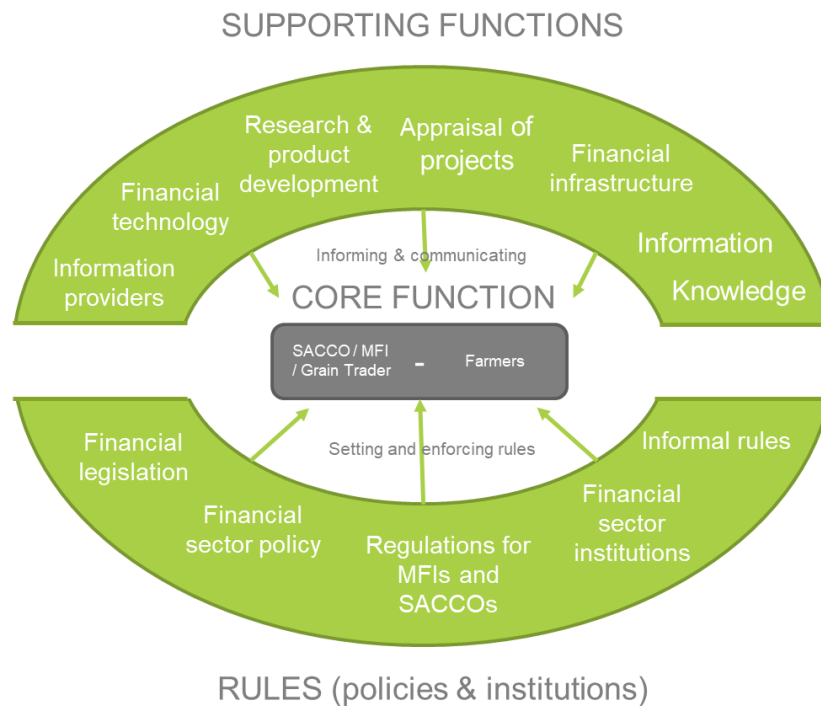 SUPPORTING FUNCTIONS
Research &
product
development
Appraisal of
projects
Financial
infrastructure
Financial
technology
Information
Information
providers
Knowledge
Informing & communicating
CORE FUNCTION
SACCO / MFI
/ Grain Trader
-
Farmers
Setting and enforcing rules
Financial
legislation
Informal rules
Financial
sector policy
Financial
sector
institutions
Regulations for
MFIs and
SACCOs
RULES (policies & institutions)